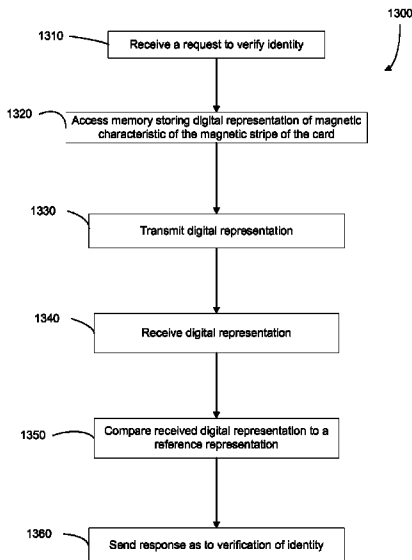 1300
1310
Receive a request to verify identity
1320
Access memory storing digital representation of magnetic
characteristic of the magnetic stripe of the card
1330
Transmit digital representation
1340
Receive digital representation
1350
Compare received digital representation to a
reference representation
1360
Send response as to verification of identity